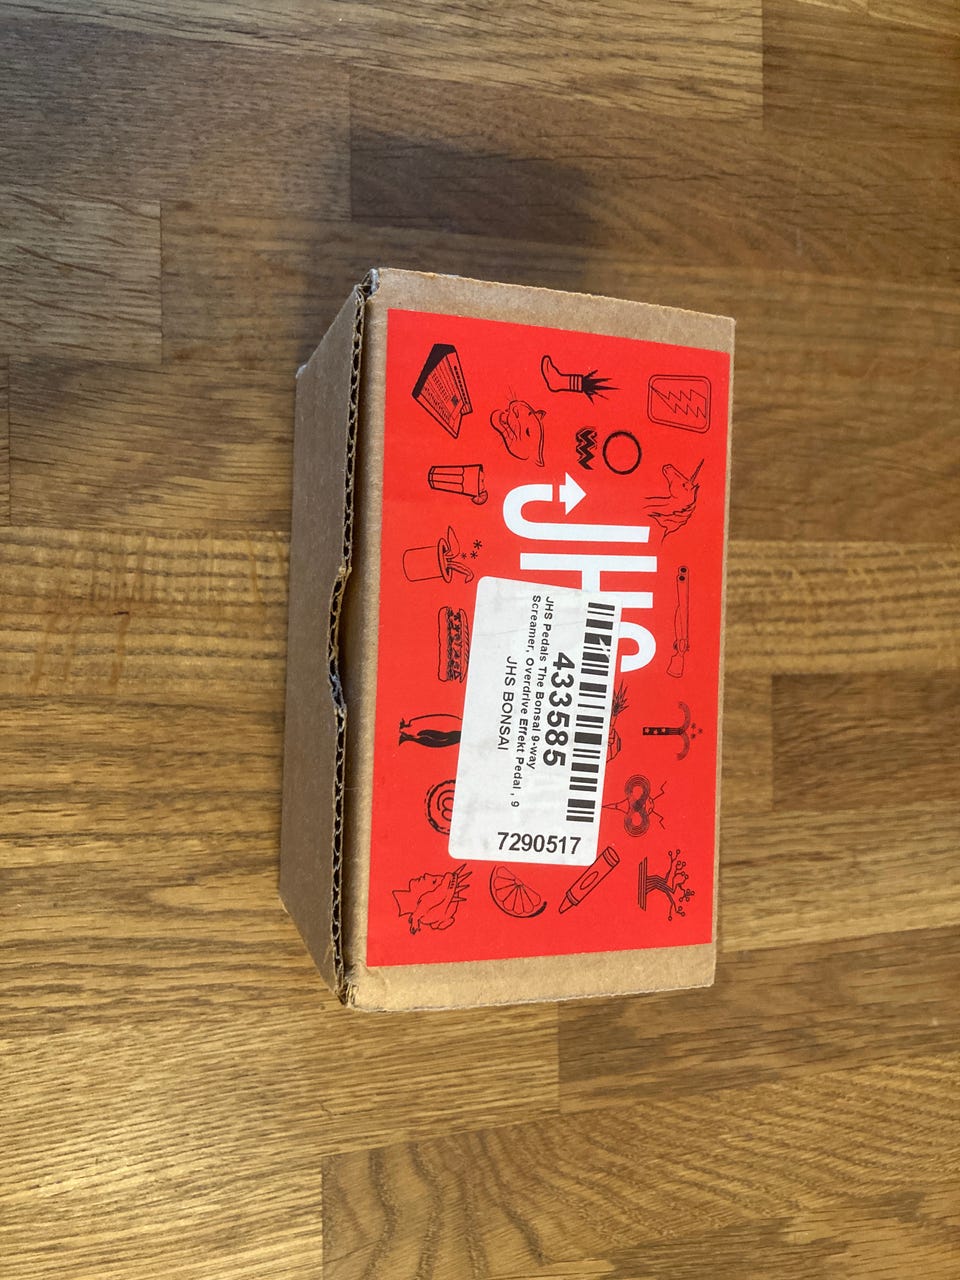 JHS
433585
JHS Pedals The Bonsai 9-way
Screamer, Overdrive Effekt Pedal , 9
JHS BONSAI
7290517